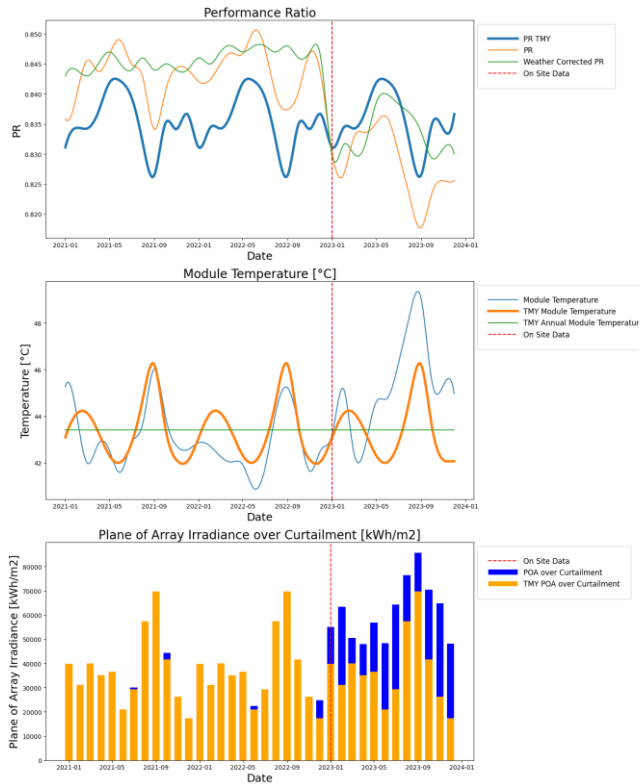 Performance Ratio
0.850
0.845
0.840
0.835
0.830
0.825
0.820
PR
2021-01 2021-05 2021-09 2022-01 2022-05 2022-09 2023-01 2023-05 2023-09 2024-01
Date
PR TMY
PR
Weather Corrected PR
On Site Data
Module Temperature [°C]
48
46
44
42
Temperature [°C]
2021-01 2021-05 2021-09 2022-01 2022-05 2022-09 2023-01 2023-05 2023-09 2024-01
Date
Module Temperature
TMY Module Temperature
TMY Annual Module Temperature
On Site Data
Plane of Array Irradiance over Curtailment [kWh/m2]
80000
70000
60000
50000
40000
30000
20000
10000
0
Plane of Array Irradiance [kWh/m2]
2021-01 2021-05 2021-09 2022-01 2022-05 2022-09 2023-01 2023-05 2023-09 2024-01
Date
On Site Data
POA over Curtailment
TMY POA over Curtailment